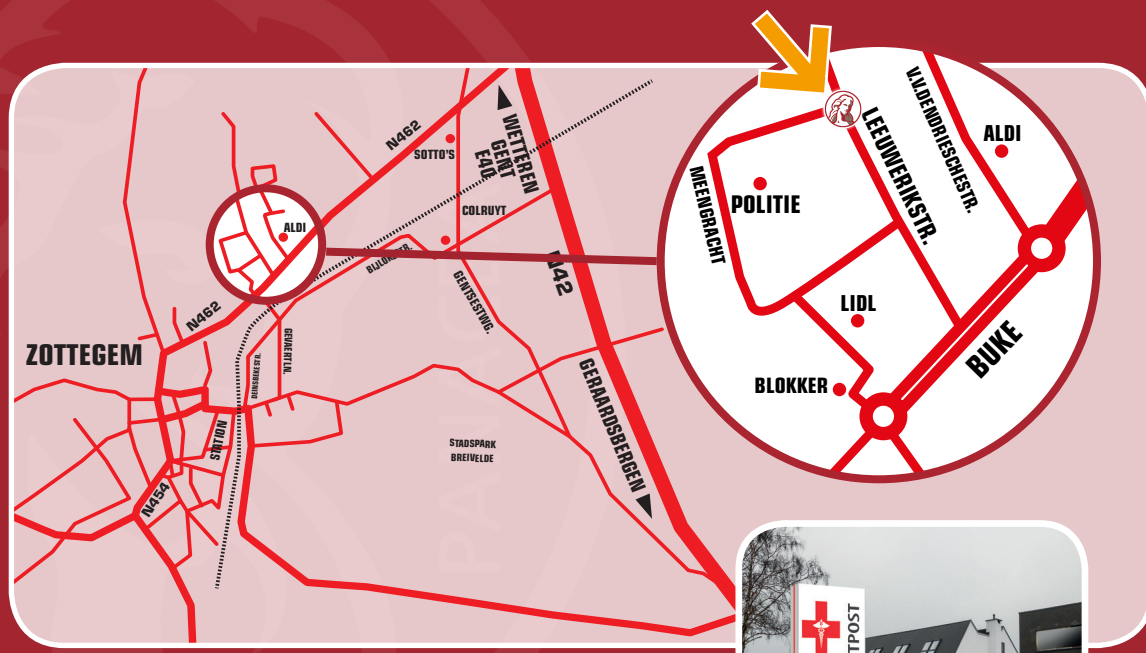 N462
SOTTO'S
WETTEREN
GENT
E40
COLRUYT
ALDI
BIJLOKSTR.
N42
GENTSESTWG.
N462
ZOTTEGEM
GEVAERTLN.
DEINSBEKESTR.
STATION
N454
STADSPARK
BREIVELDE
GERAARDSBERGEN
V.V.DENDRIESCHESTR.
LEEUWERIKSTR.
ALDI
MEENGRACHT
POLITIE
LIDL
BLOKKER
BUKE
TPOST